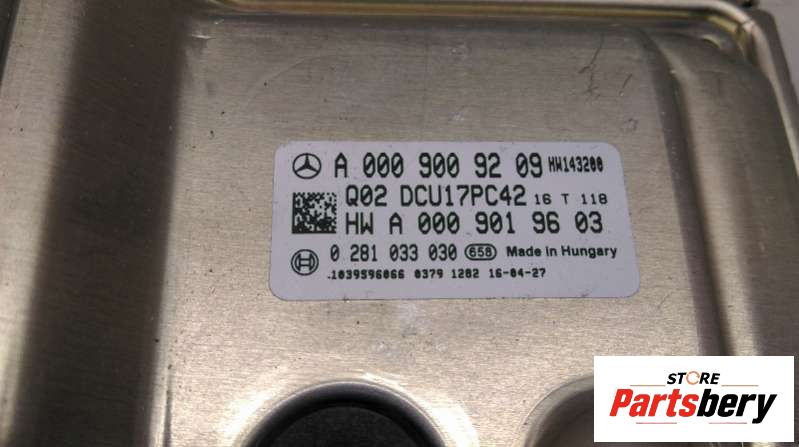 A 000 900 92 09 HW143200
Q02 DCU17PC42 16 T 118
HW A 000 901 96 03
0 281 033 030 658 Made in Hungary
.1039S96066 0379 1282 16-04-27
STORE
Partsbery